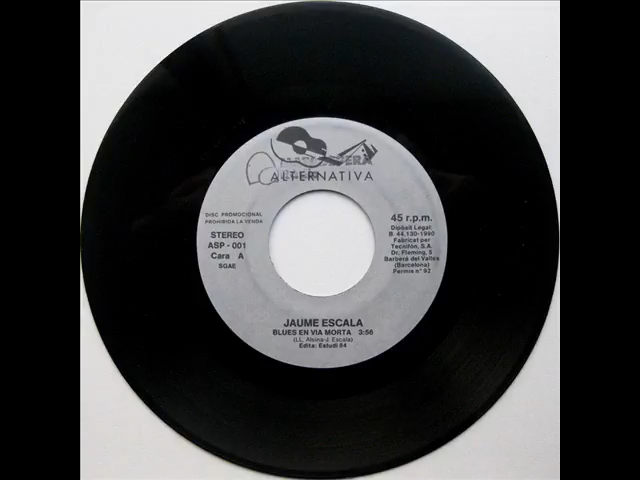 ALTERNATIVA
DISC PROMOCIONAL
PROHIBIDA LA VENDA
STEREO
ASP - 001
Cara A
SGAE
45 r.p.m.
Dipòsit Legal:
B. 44.130-1990
Fabricat per
Tecnifón, S.A.
Dr. Fleming, 5
Barberà del Vallès
(Barcelona)
Permís nº 92
JAUME ESCALA
BLUES EN VIA MORTA 3:56
(LL. Alsina-J. Escala)
Edita: Estudi 84